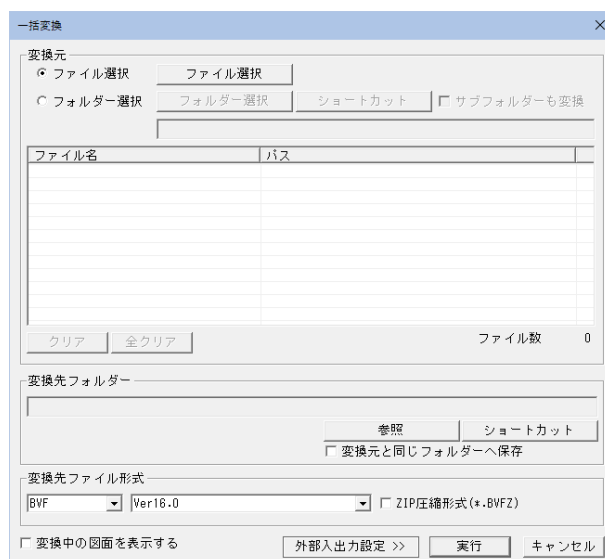 一括変換
変換元
ファイル選択 ファイル選択
フォルダー選択 フォルダー選択 ショートカット サブフォルダーも変換
ファイル名 パス
クリア 全クリア ファイル数 0
変換先フォルダー
参照 ショートカット
変換元と同じフォルダーへ保存
変換先ファイル形式
BVF Ver16.0 ZIP圧縮形式(*.BVFZ)
変換中の図面を表示する 外部入出力設定 >> 実行 キャンセル